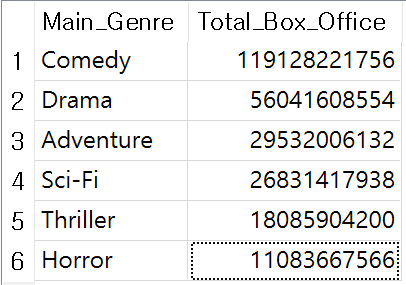 Main_Genre Total_Box_Office
1 Comedy 119128221756
2 Drama 56041608554
3 Adventure 29532006132
4 Sci-Fi 26831417938
5 Thriller 18085904200
6 Horror 11083667566